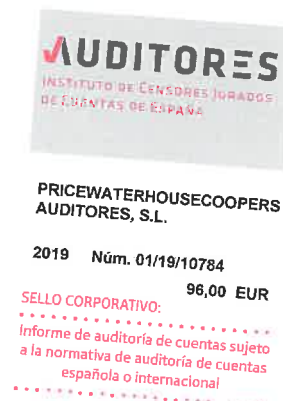 AUDITORES
INSTITUTO DE CENSORES JURADOS
DE CUENTAS DE ESPAÑA
PRICEWATERHOUSECOOPERS
AUDITORES, S.L.
2019 Núm. 01/19/10784
96,00 EUR
SELLO CORPORATIVO:
Informe de auditoría de cuentas sujeto
a la normativa de auditoría de cuentas
española o internacional